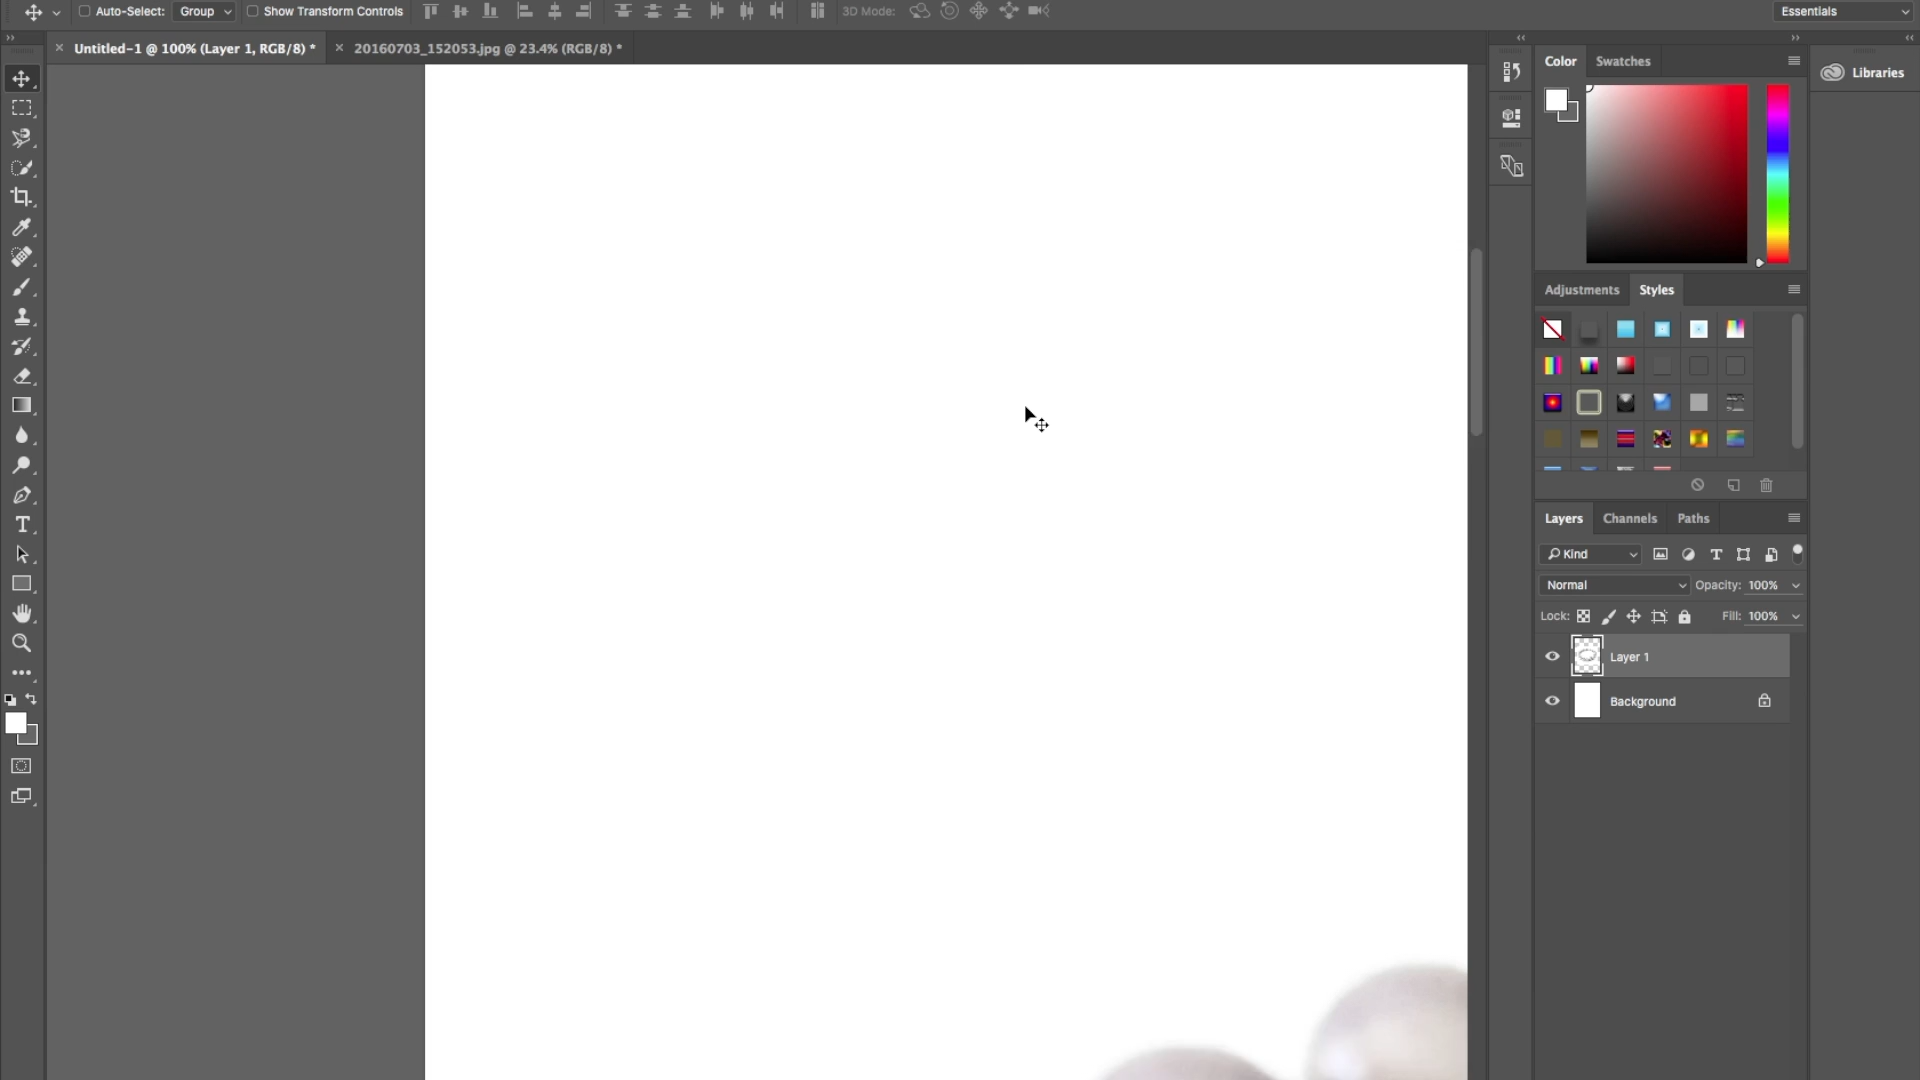 Auto-Select: Group Show Transform Controls 3D Mode: Essentials
Untitled-1 @ 100% (Layer 1, RGB/8) * 20160703_152053.jpg @ 23.4% (RGB/8) *
Color Swatches
Libraries
Adjustments Styles
Layers Channels Paths
Kind
Normal Opacity: 100%
Lock: Fill: 100%
Layer 1
Background